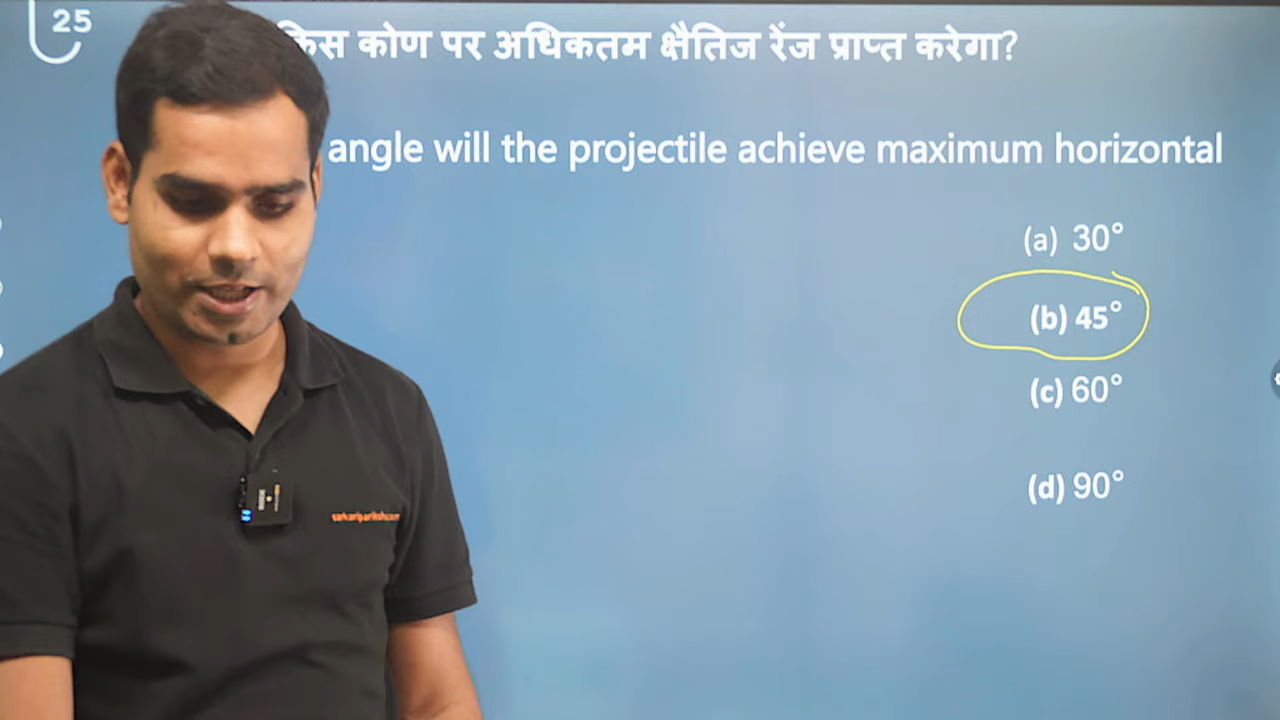 25
किस कोण पर अधिकतम क्षैतिज रेंज प्राप्त करेगा?
angle will the projectile achieve maximum horizontal
(a) 30°
(b) 45°
(c) 60°
(d) 90°